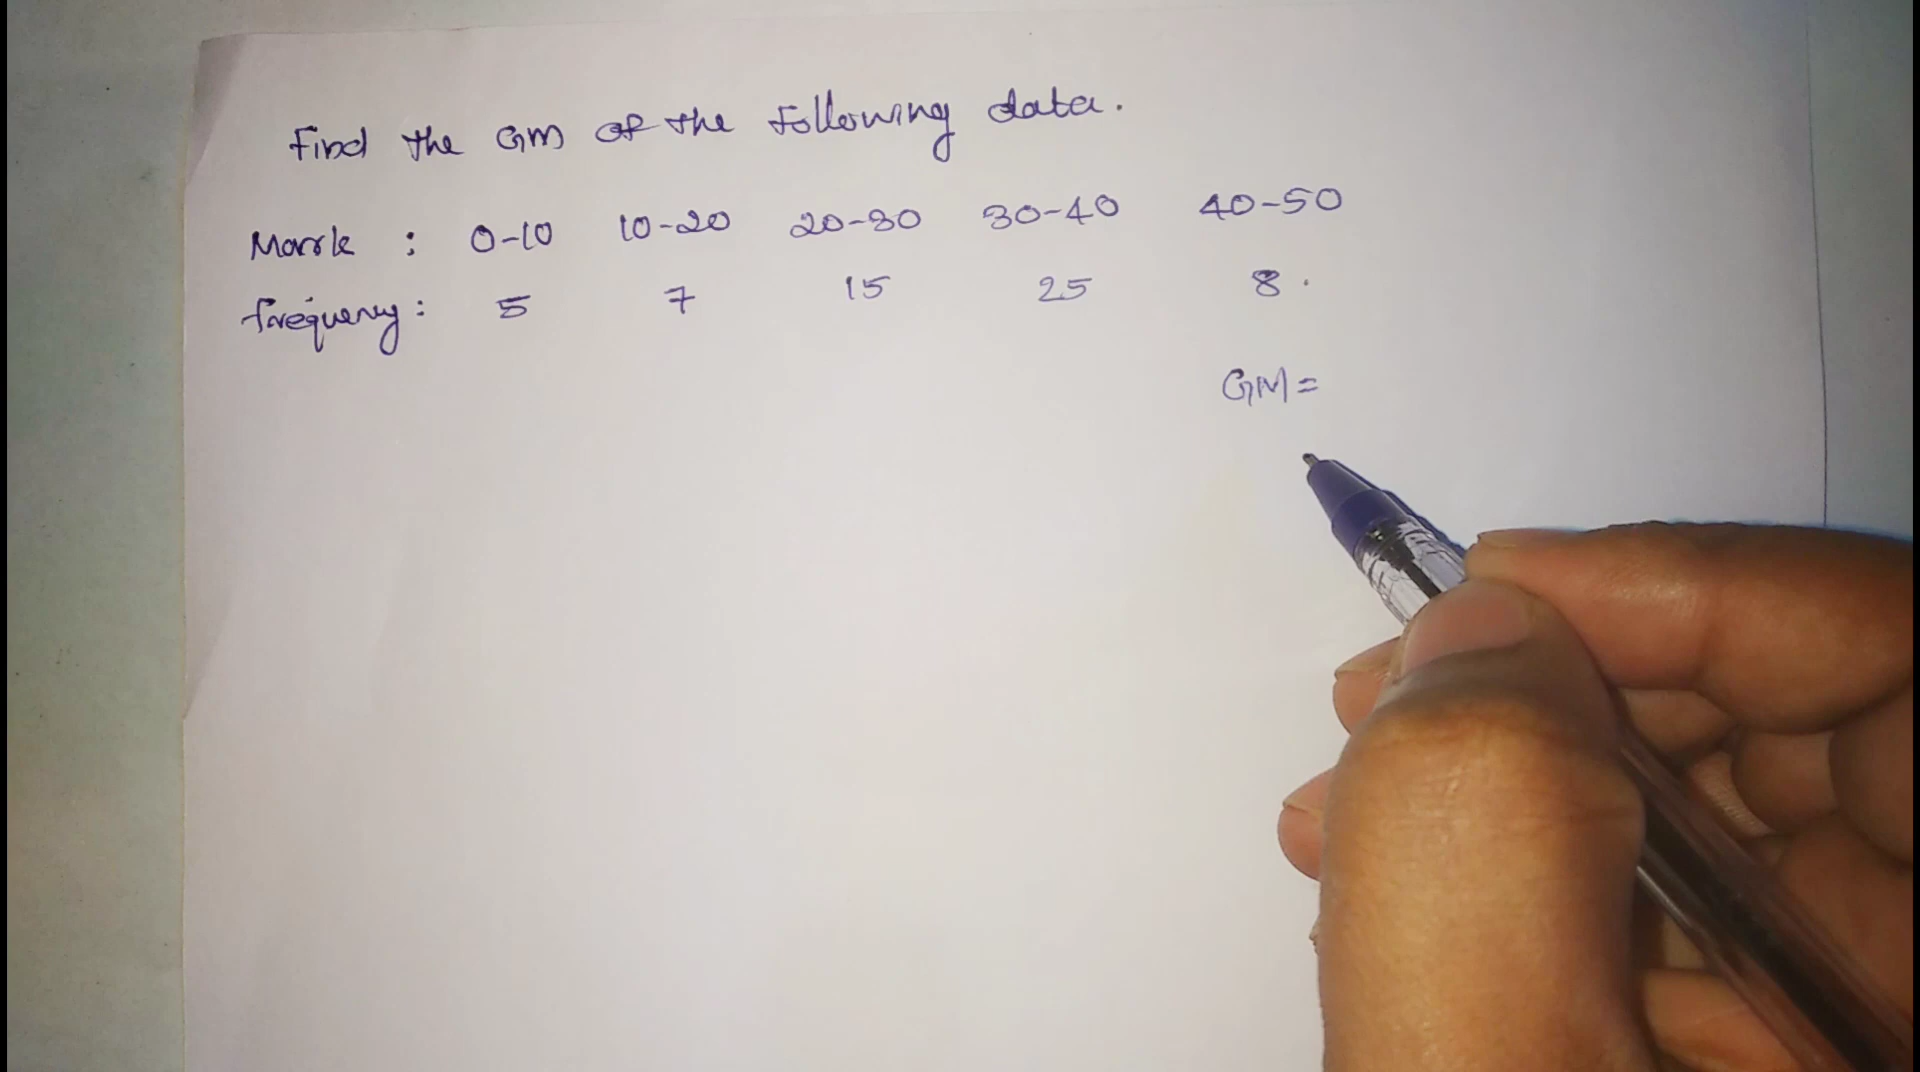 Find the GM of the following data.
Mark : 0-10 10-20 20-30 30-40 40-50
frequency : 5 7 15 25 8.
GM =